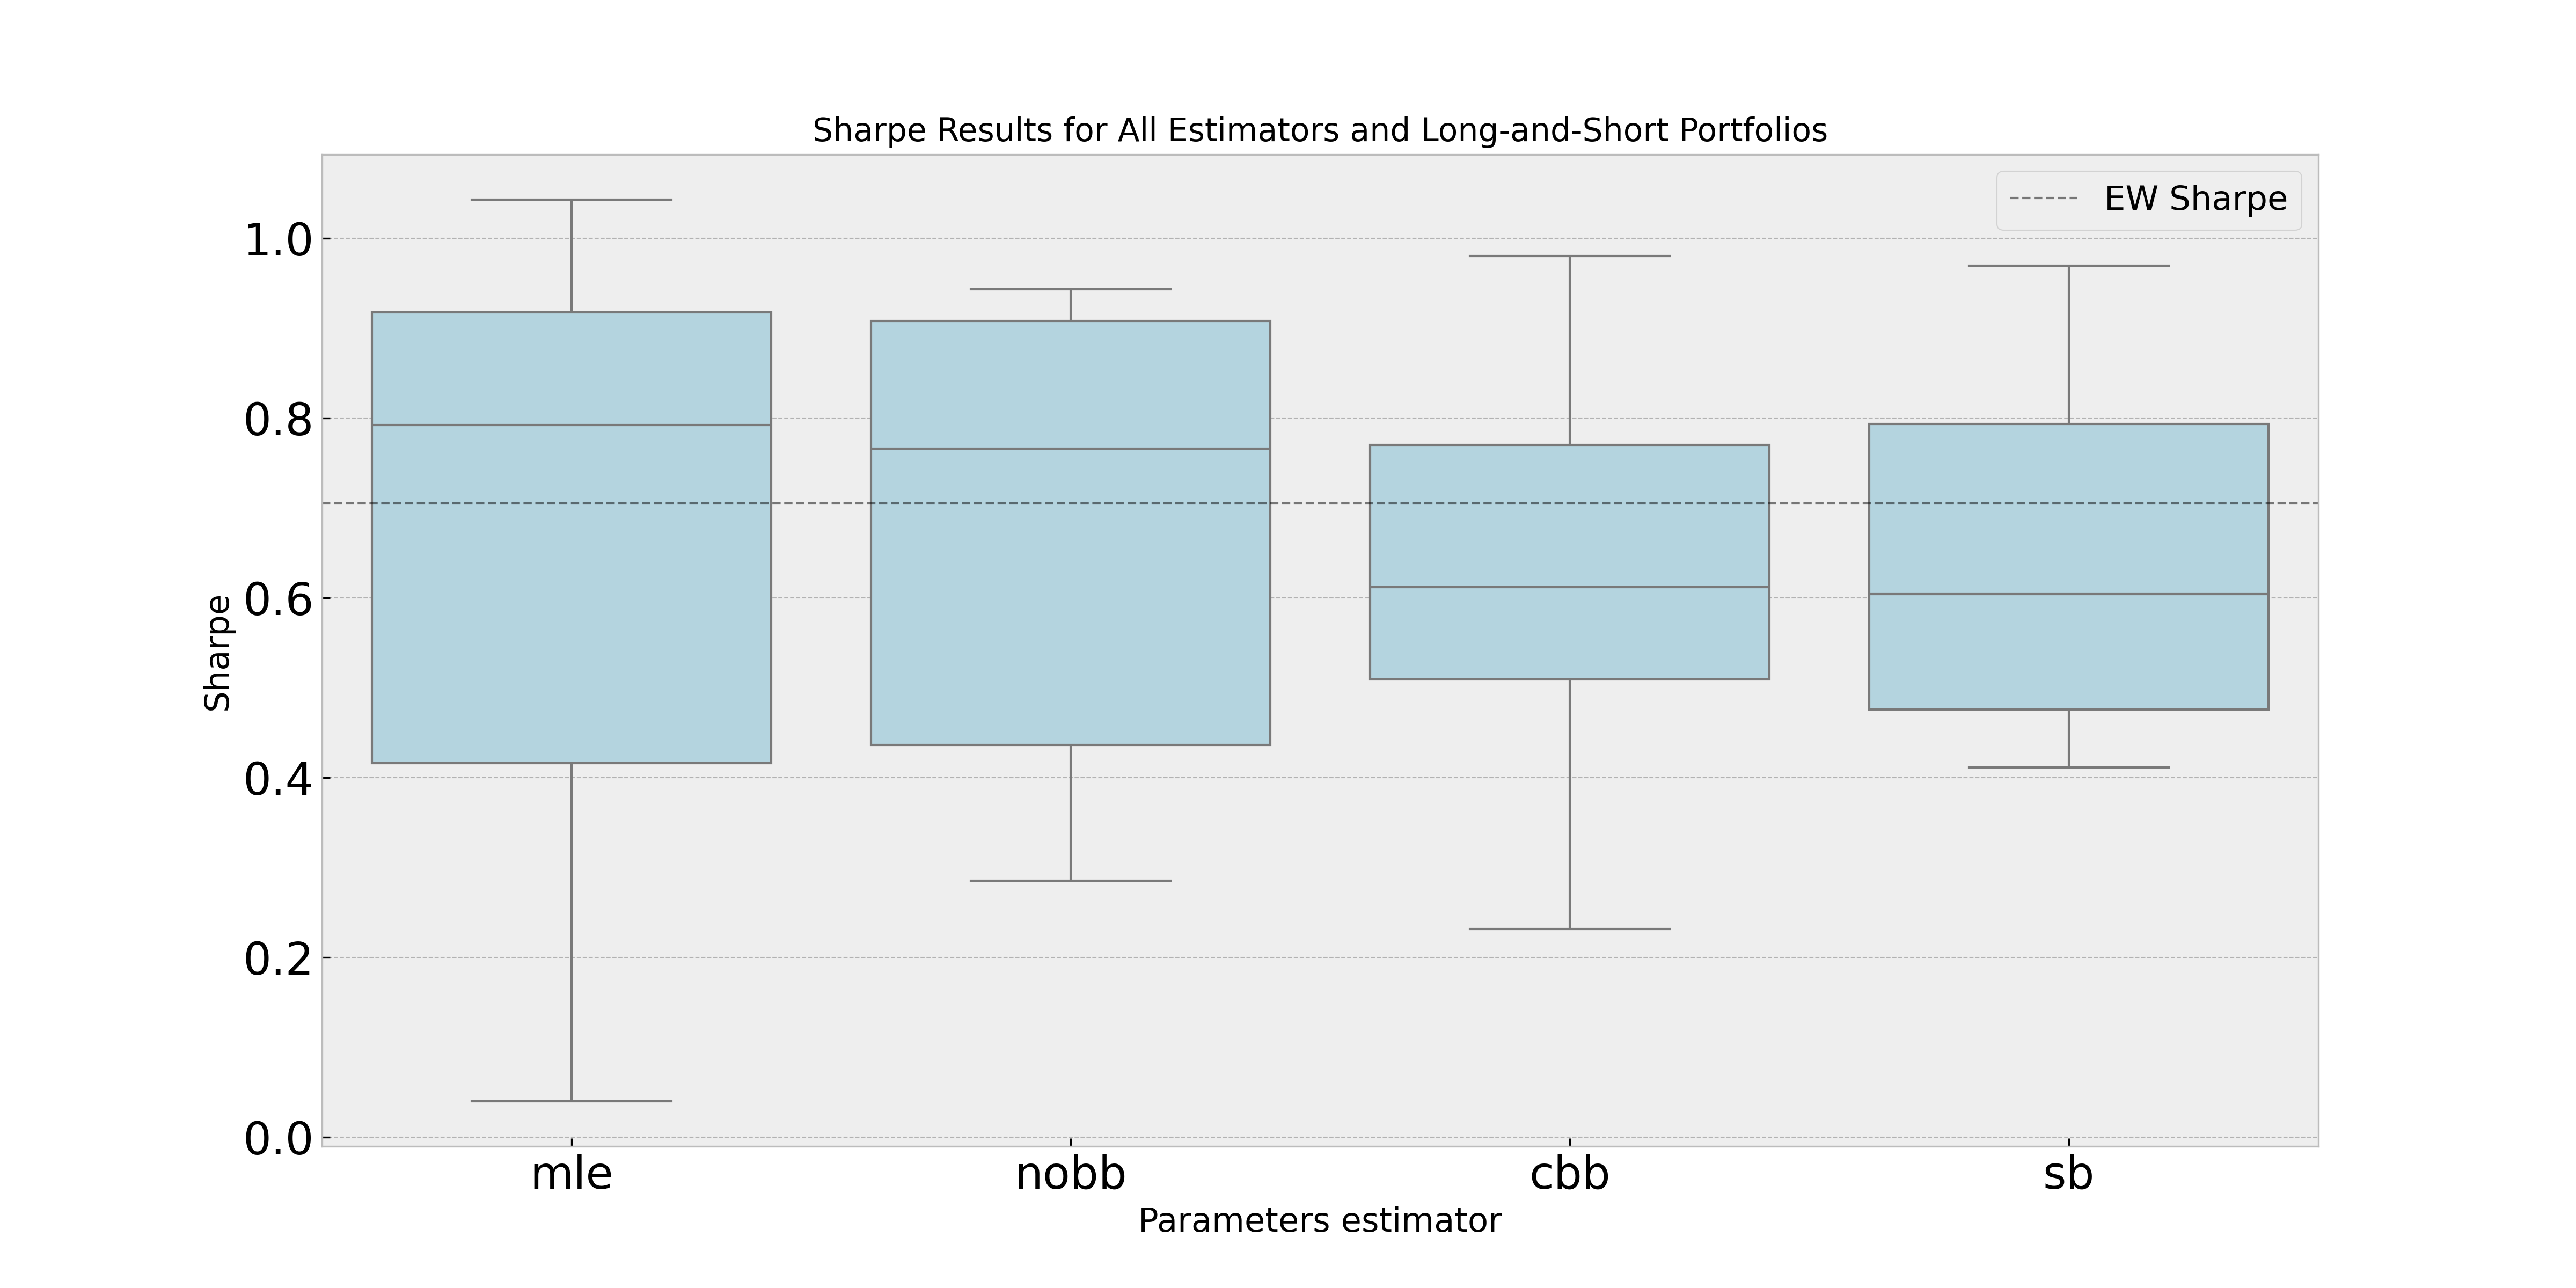 Sharpe Results for All Estimators and Long-and-Short Portfolios
EW Sharpe
1.0
0.8
0.6
0.4
0.2
0.0
Sharpe
mle nobb cbb sb
Parameters estimator